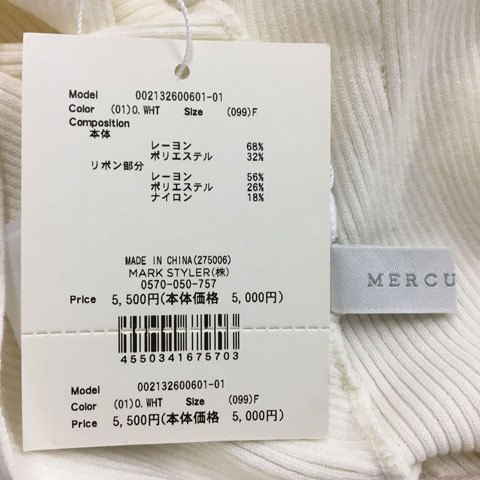 Model 002132600601-01
Color (01)O.WHT Size (099)F
Composition
本体
レーヨン 68%
ポリエステル 32%
リボン部分
レーヨン 56%
ポリエステル 26%
ナイロン 18%
MADE IN CHINA(275006)
MARK STYLER(株)
0570-050-757
Price 5,500円(本体価格 5,000円)
4550341675703
Model 002132600601-01
Color (01)O.WHT Size (099)F
Price 5,500円(本体価格 5,000円)
MERCU